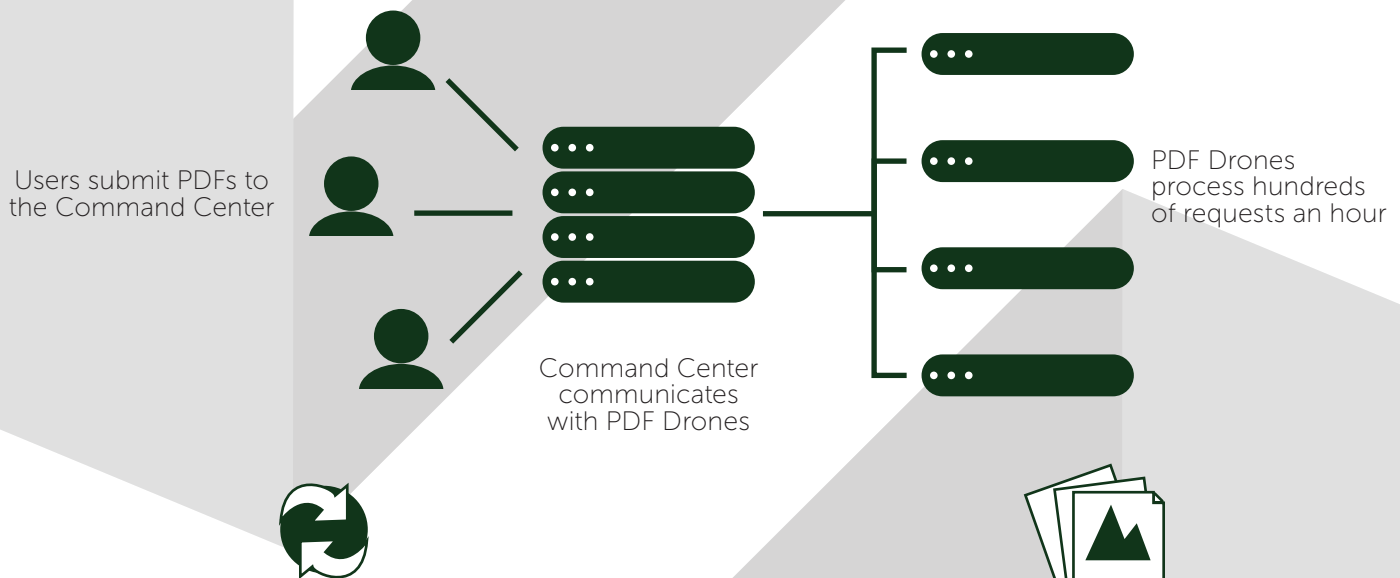 Users submit PDFs to
the Command Center
Command Center
communicates
with PDF Drones
PDF Drones
process hundreds
of requests an hour